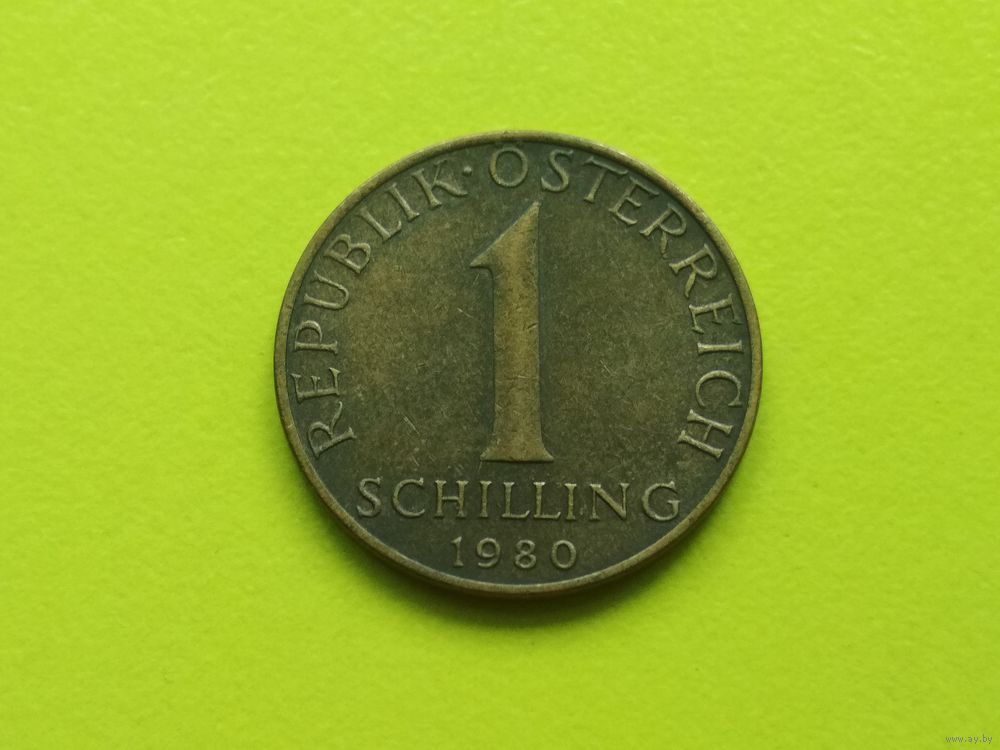 REPUBLIK · ÖSTERREICH
1
SCHILLING
1980
www.ay.by